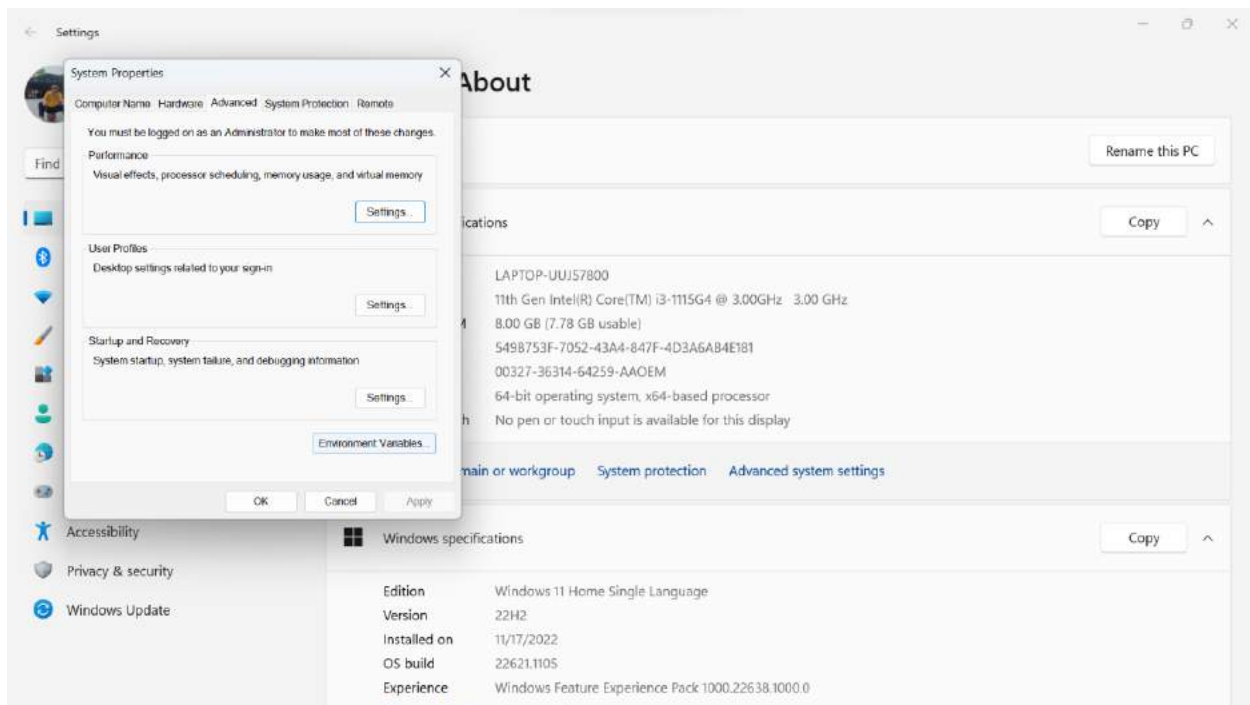 Settings
System Properties
Computer Name Hardware Advanced System Protection Remote
You must be logged on as an Administrator to make most of these changes.
Performance
Visual effects, processor scheduling, memory usage, and virtual memory
Settings...
User Profiles
Desktop settings related to your sign-in
Settings...
Startup and Recovery
System startup, system failure, and debugging information
Settings...
Environment Variables...
OK Cancel Apply
Find
About
Rename this PC
ications
Copy
LAPTOP-UUJ57800
11th Gen Intel(R) Core(TM) i3-1115G4 @ 3.00GHz 3.00 GHz
8.00 GB (7.78 GB usable)
549B753F-7052-43A4-847F-4D3A6AB4E181
00327-36314-64259-AAOEM
64-bit operating system, x64-based processor
h No pen or touch input is available for this display
main or workgroup System protection Advanced system settings
Accessibility
Privacy & security
Windows Update
Windows specifications
Copy
Edition Windows 11 Home Single Language
Version 22H2
Installed on 11/17/2022
OS build 22621.1105
Experience Windows Feature Experience Pack 1000.22638.1000.0